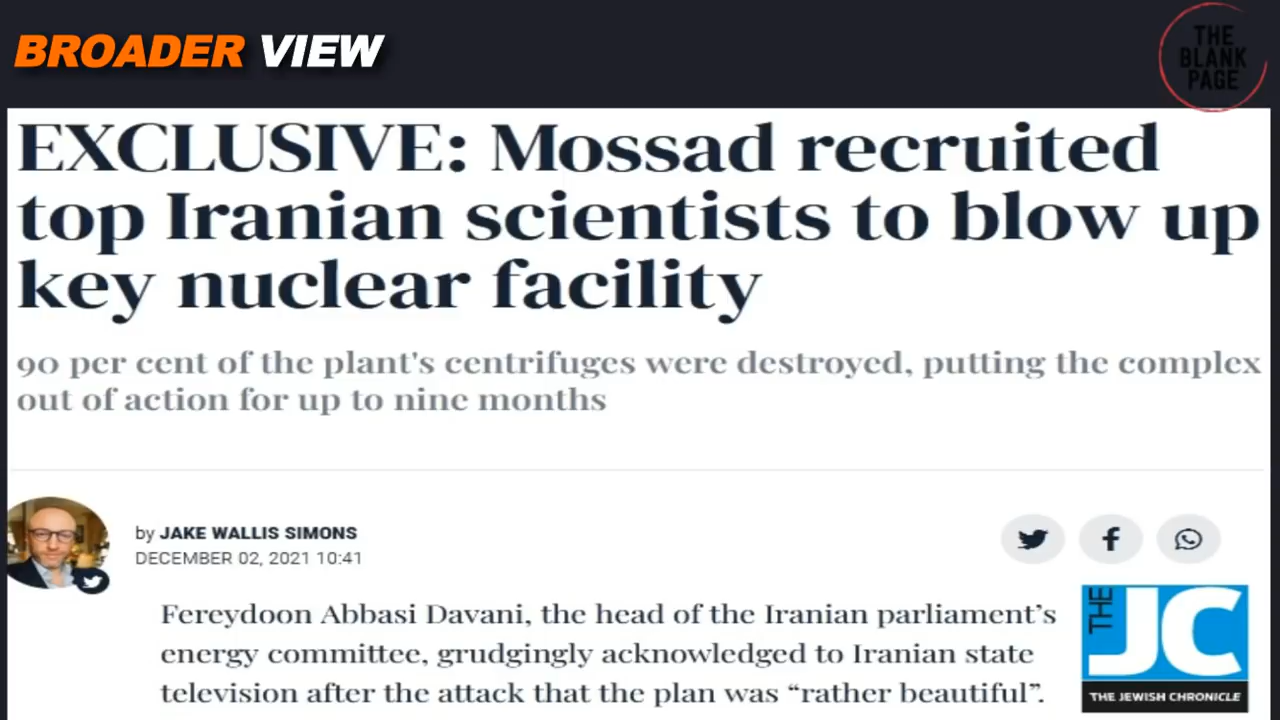 BROADER VIEW
THE
BLANK
PAGE
EXCLUSIVE: Mossad recruited
top Iranian scientists to blow up
key nuclear facility
90 per cent of the plant's centrifuges were destroyed, putting the complex
out of action for up to nine months
by JAKE WALLIS SIMONS
DECEMBER 02, 2021 10:41
Fereydoon Abbasi Davani, the head of the Iranian parliament’s
energy committee, grudgingly acknowledged to Iranian state
television after the attack that the plan was “rather beautiful”.
THE JC
THE JEWISH CHRONICLE